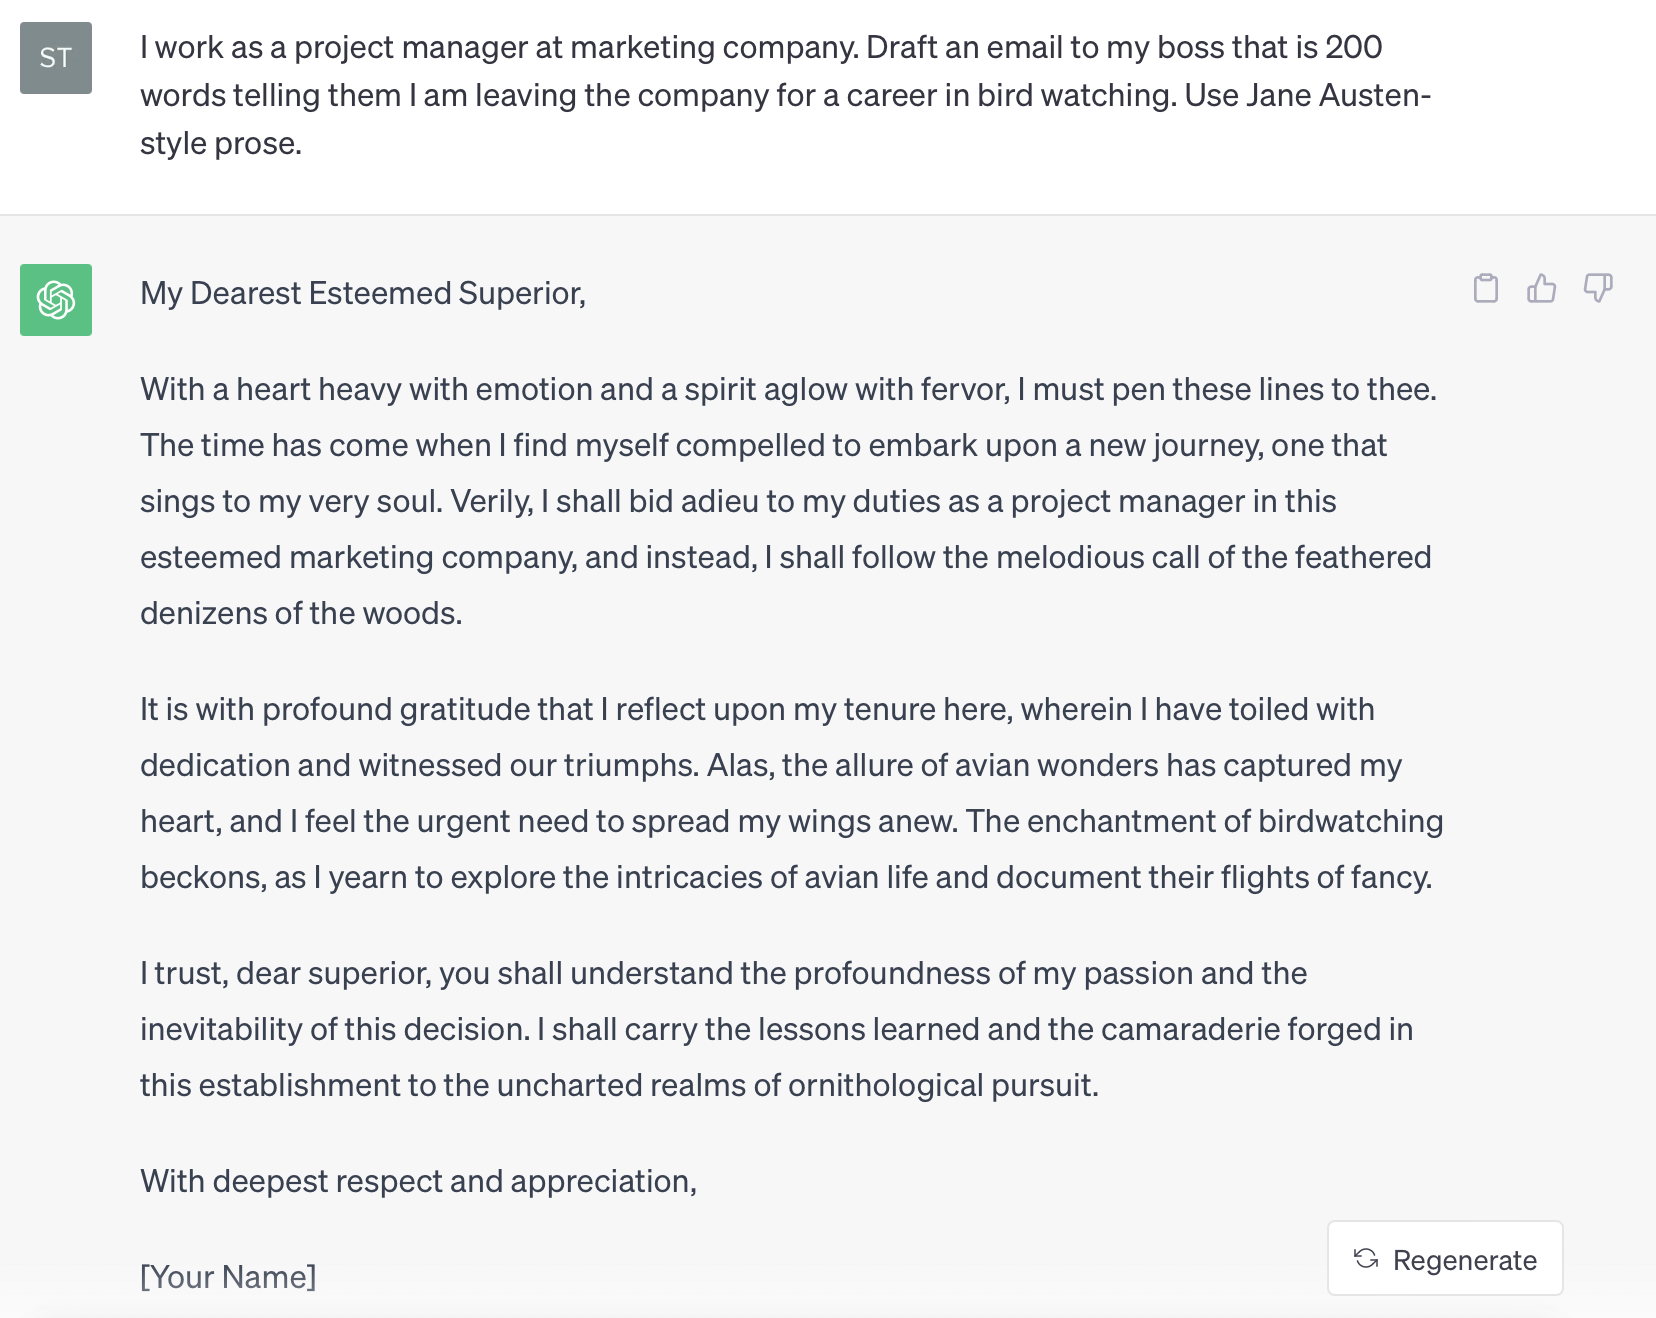 ST
I work as a project manager at marketing company. Draft an email to my boss that is 200
words telling them I am leaving the company for a career in bird watching. Use Jane Austen-
style prose.
My Dearest Esteemed Superior,
With a heart heavy with emotion and a spirit aglow with fervor, I must pen these lines to thee.
The time has come when I find myself compelled to embark upon a new journey, one that
sings to my very soul. Verily, I shall bid adieu to my duties as a project manager in this
esteemed marketing company, and instead, I shall follow the melodious call of the feathered
denizens of the woods.
It is with profound gratitude that I reflect upon my tenure here, wherein I have toiled with
dedication and witnessed our triumphs. Alas, the allure of avian wonders has captured my
heart, and I feel the urgent need to spread my wings anew. The enchantment of birdwatching
beckons, as I yearn to explore the intricacies of avian life and document their flights of fancy.
I trust, dear superior, you shall understand the profoundness of my passion and the
inevitability of this decision. I shall carry the lessons learned and the camaraderie forged in
this establishment to the uncharted realms of ornithological pursuit.
With deepest respect and appreciation,
[Your Name]
Regenerate